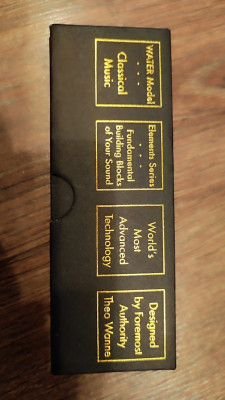 WATER Model
. . . .
Classical
Music
Elements Series
. . . .
Fundamental
Building Blocks
of Your Sound
World's
Most
Advanced
Technology
Designed
by Foremost
Authority
Theo Wanne